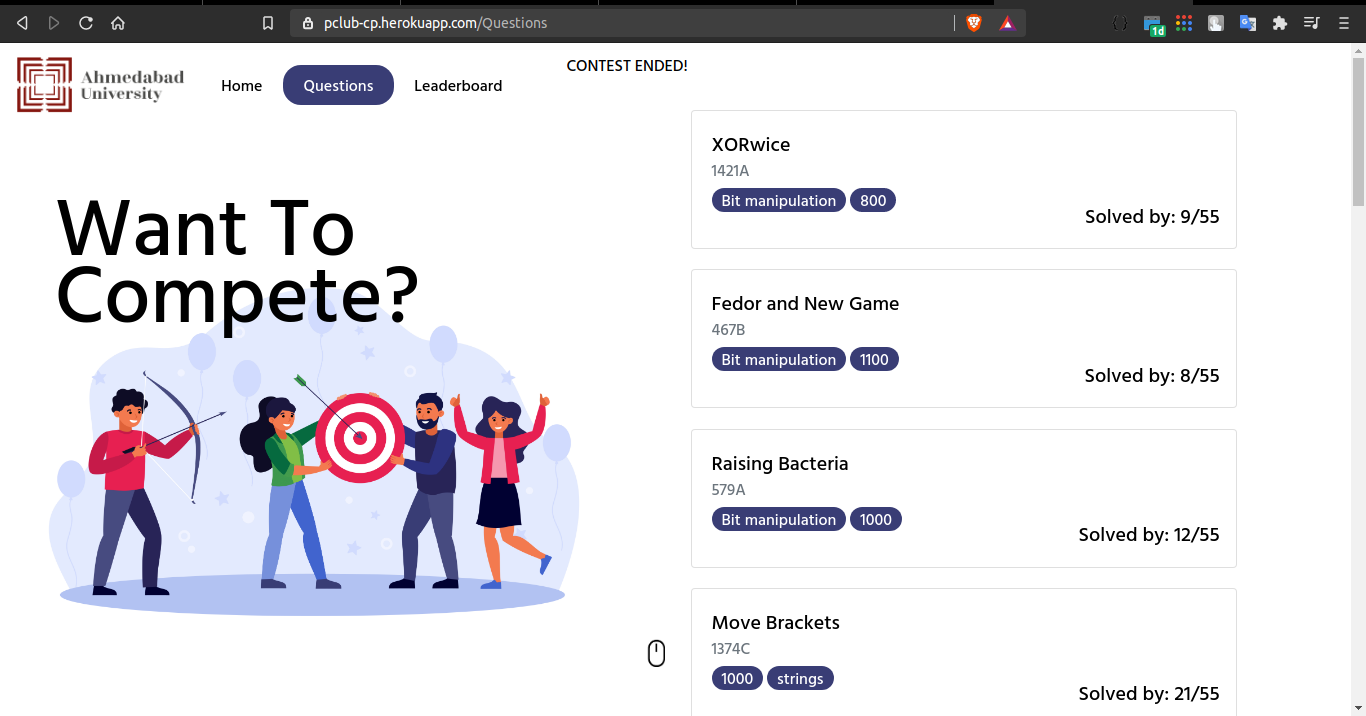 pclub-cp.herokuapp.com/Questions
1d
Ahmedabad
University
Home
Questions
Leaderboard
CONTEST ENDED!
Want To
Compete?
XORwice
1421A
Bit manipulation 800
Solved by: 9/55
Fedor and New Game
467B
Bit manipulation 1100
Solved by: 8/55
Raising Bacteria
579A
Bit manipulation 1000
Solved by: 12/55
Move Brackets
1374C
1000 strings
Solved by: 21/55